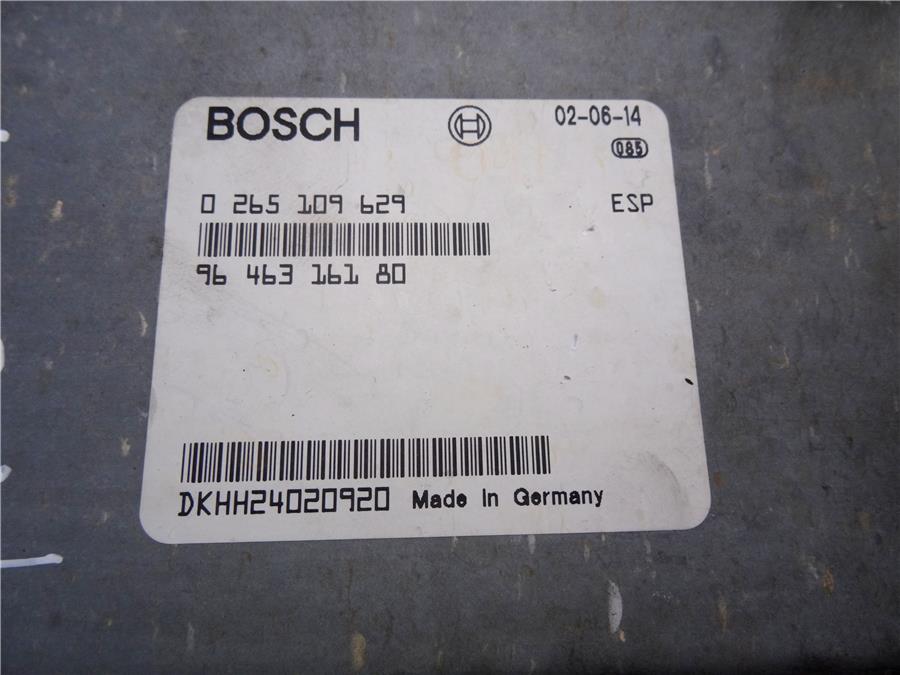 BOSCH 02-06-14
085
0 265 109 629 ESP
96 463 161 80
DKHH24020920 Made in Germany